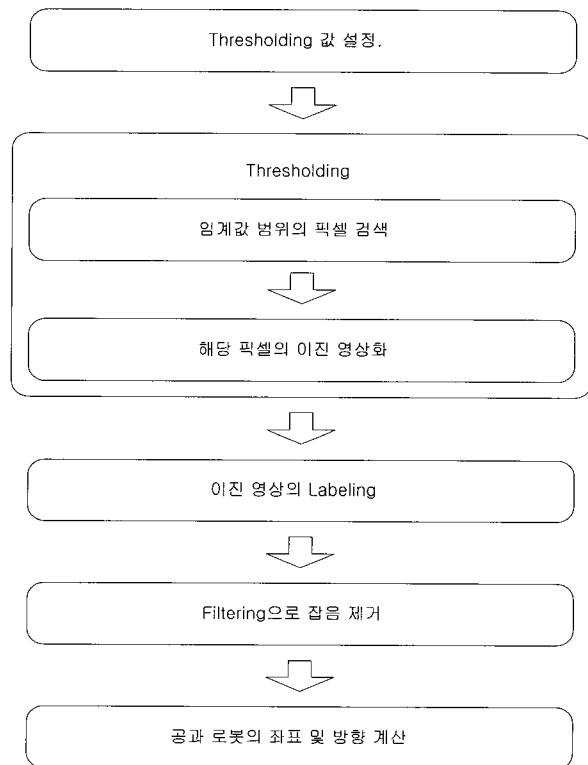 Thresholding 값 설정.
Thresholding
임계값 범위의 픽셀 검색
해당 픽셀의 이진 영상화
이진 영상의 Labeling
Filtering으로 잡음 제거
공과 로봇의 좌표 및 방향 계산